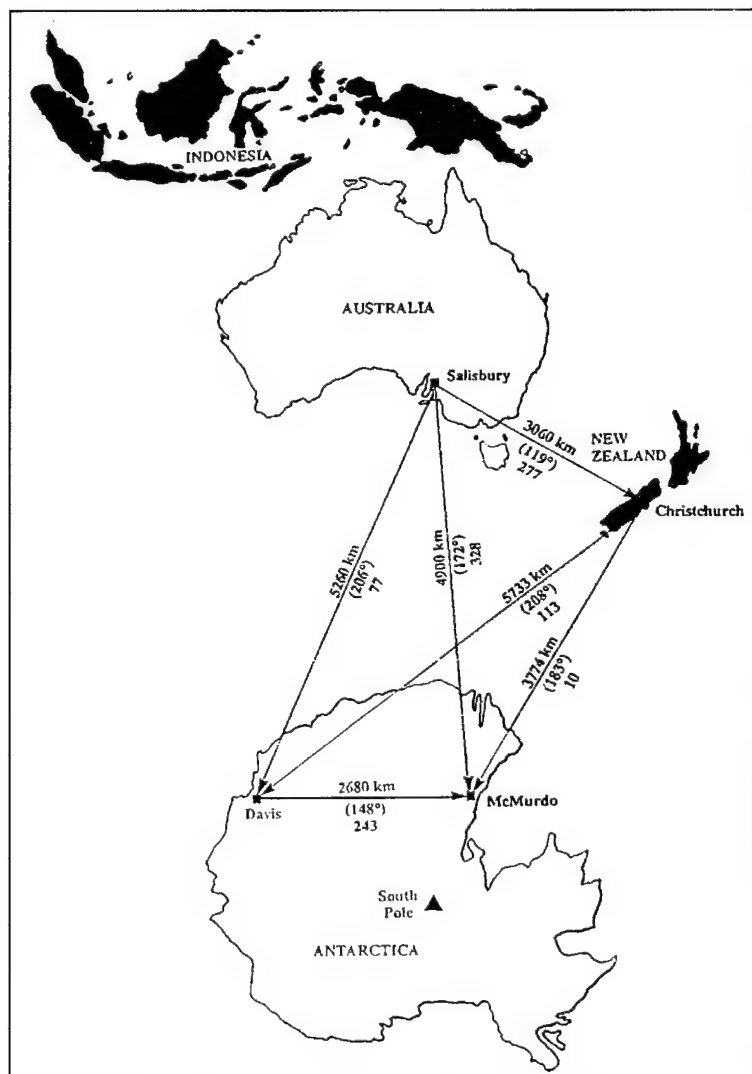 INDONESIA
AUSTRALIA
Salisbury
3060 km
(119°)
277
NEW
ZEALAND
Christchurch
5260 km
(206°)
77
4900 km
(172°)
328
5733 km
(208°)
113
3774 km
(183°)
10
2680 km
(148°)
243
Davis
McMurdo
South
Pole
ANTARCTICA